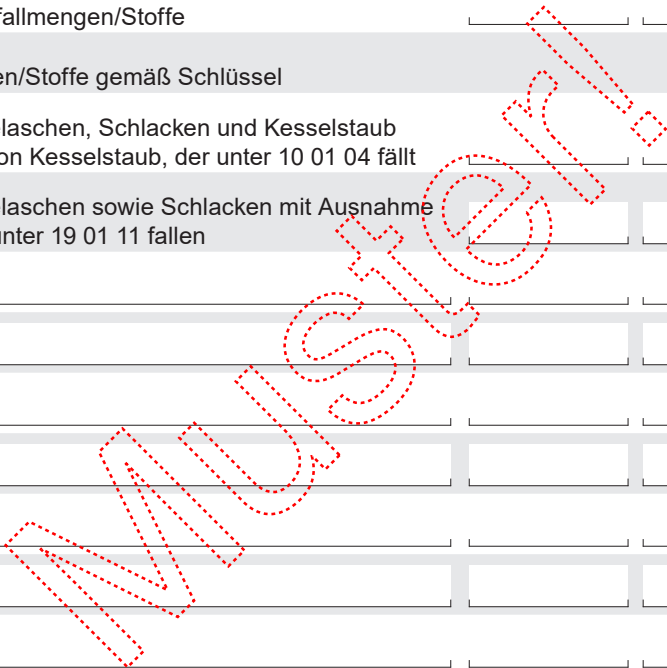 fallmengen/Stoffe
en/Stoffe gemäß Schlüssel
laschen, Schlacken und Kesselstaub
on Kesselstaub, der unter 10 01 04 fällt
laschen sowie Schlacken mit Ausnahme
unter 19 01 11 fallen
Muster!